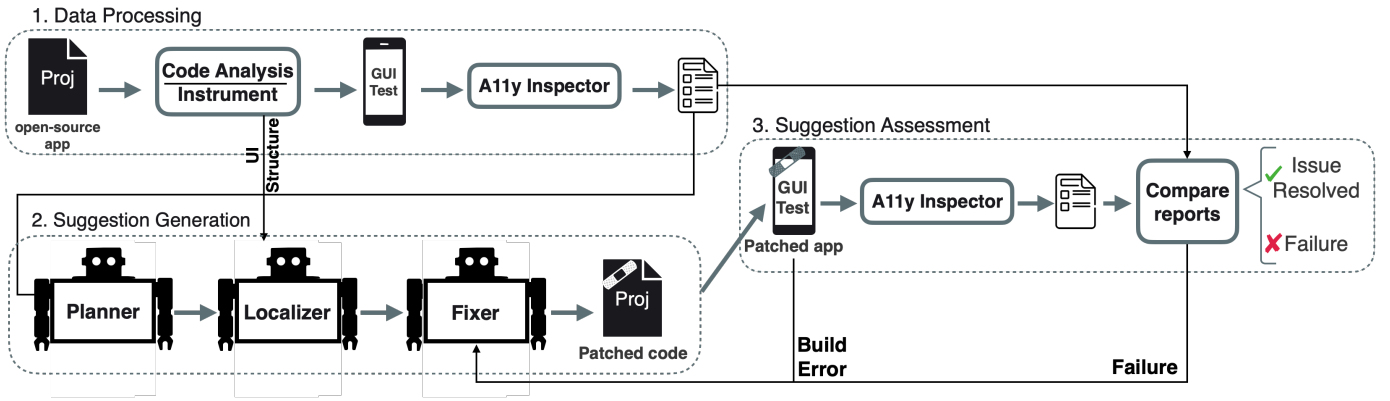 1. Data Processing
Proj
open-source
app
Code Analysis
Instrument
GUI
Test
A11y Inspector
UI
Structure
2. Suggestion Generation
Planner
Localizer
Fixer
Proj
Patched code
3. Suggestion Assessment
GUI
Test
Patched app
A11y Inspector
Compare
reports
Issue
Resolved
Failure
Build
Error
Failure